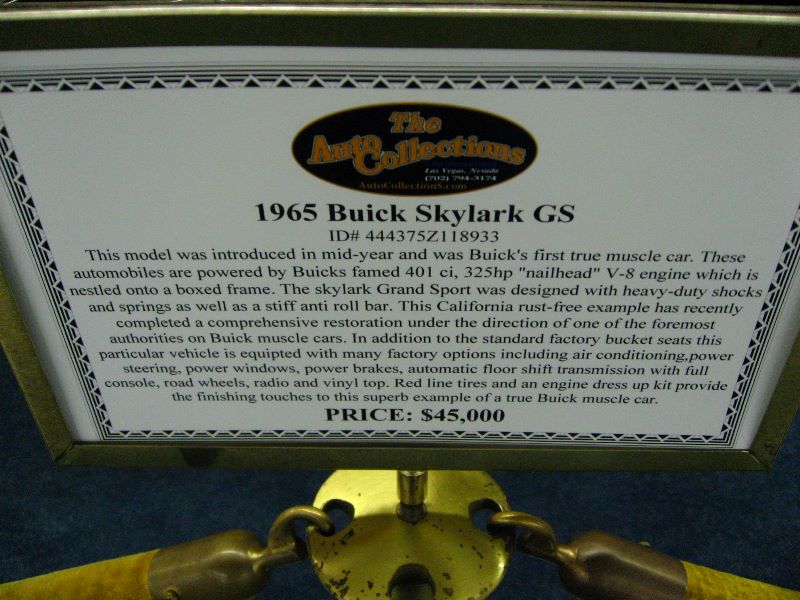 The
Auto Collections
Las Vegas, Nevada
(702) 794-3174
AutoCollectionS.com
1965 Buick Skylark GS
ID# 444375Z118933
This model was introduced in mid-year and was Buick's first true muscle car. These
automobiles are powered by Buicks famed 401 ci, 325hp "nailhead" V-8 engine which is
nestled onto a boxed frame. The skylark Grand Sport was designed with heavy-duty shocks
and springs as well as a stiff anti roll bar. This California rust-free example has recently
completed a comprehensive restoration under the direction of one of the foremost
authorities on Buick muscle cars. In addition to the standard factory bucket seats this
particular vehicle is equipted with many factory options including air conditioning,power
steering, power windows, power brakes, automatic floor shift transmission with full
console, road wheels, radio and vinyl top. Red line tires and an engine dress up kit provide
the finishing touches to this superb example of a true Buick muscle car.
PRICE: $45,000